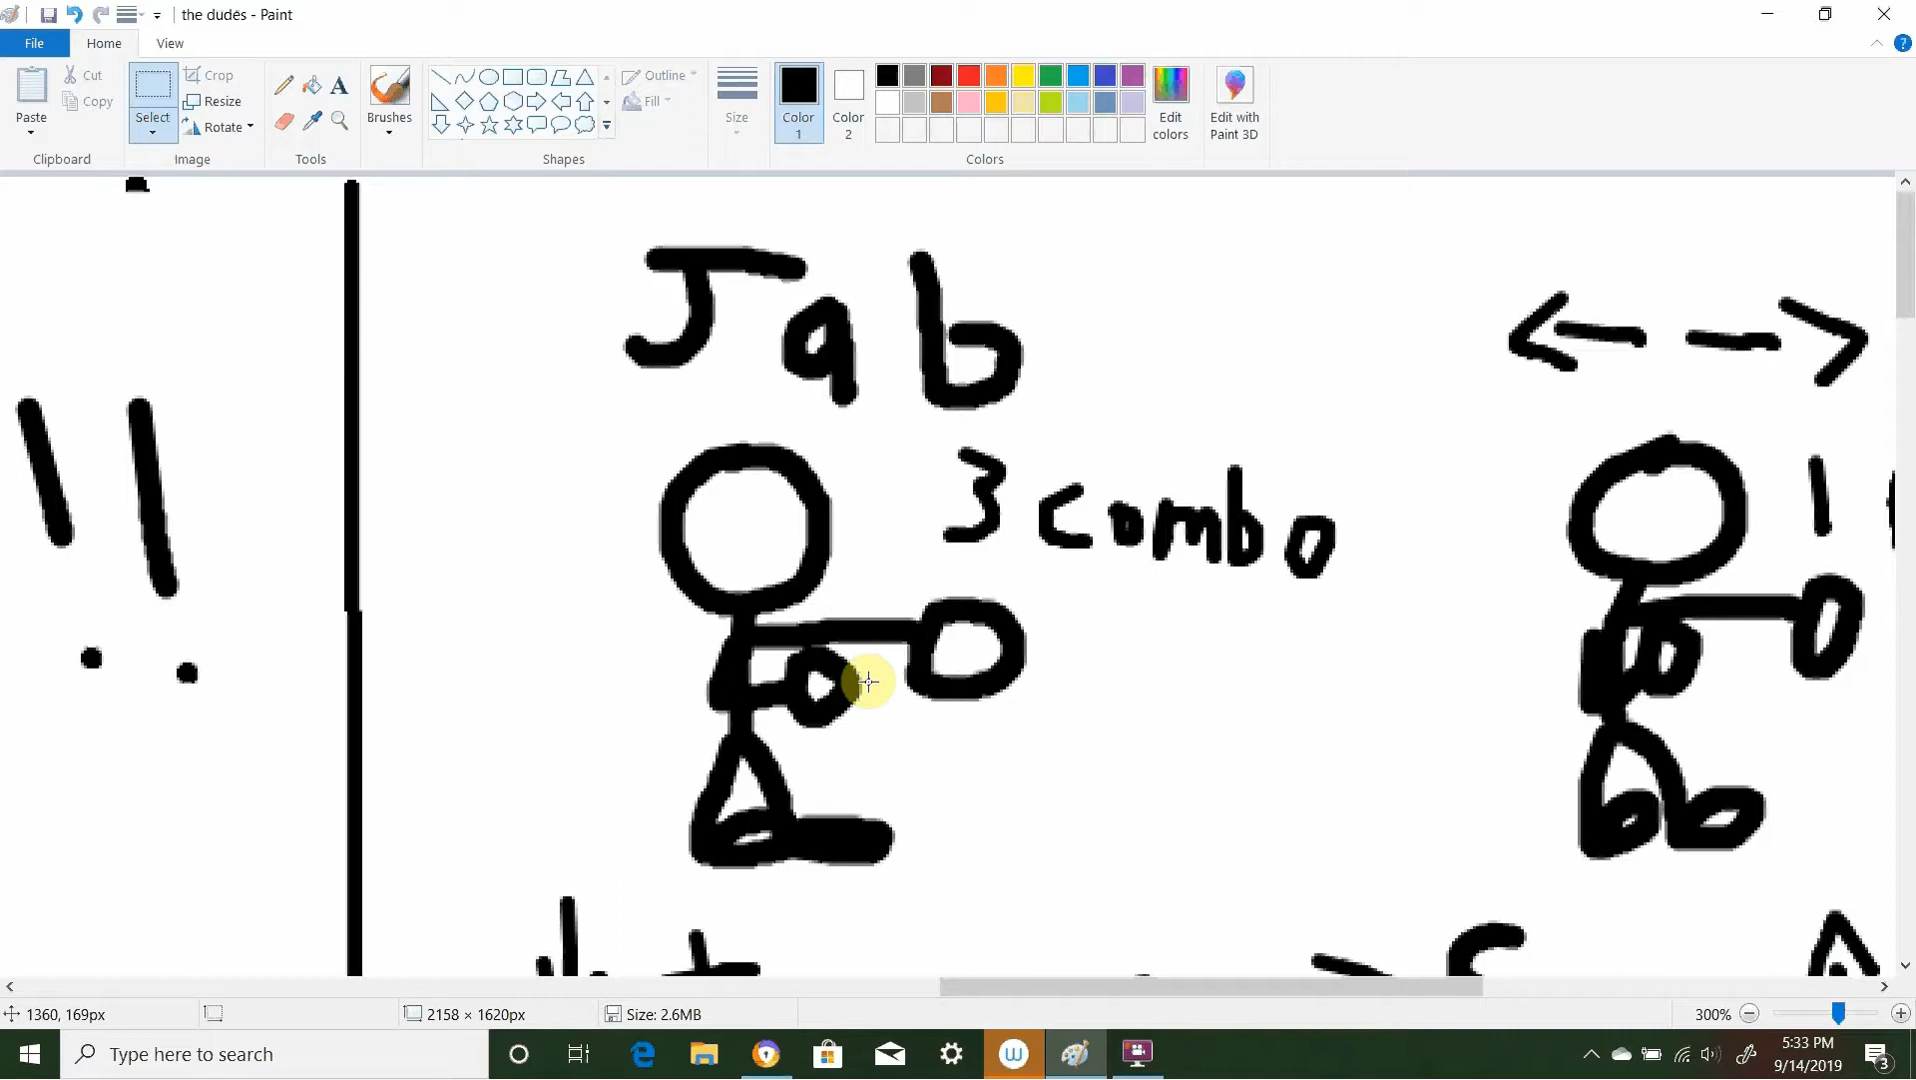 the dudes - Paint
File Home View
Paste
Cut
Copy
Clipboard
Select
Crop
Resize
Rotate
Image
A
Tools
Brushes
Shapes
Outline
Fill
Size
Color 1
Color 2
Edit colors
Edit with Paint 3D
Colors
Jab
3 combo
!!
1360, 169px
2158 × 1620px
Size: 2.6MB
300%
Type here to search
5:33 PM
9/14/2019
3